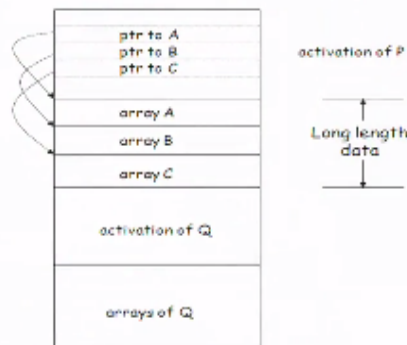 ptr to A
ptr to B
ptr to C
activation of P
array A
array B
array C
Long length
data
activation of Q
arrays of Q